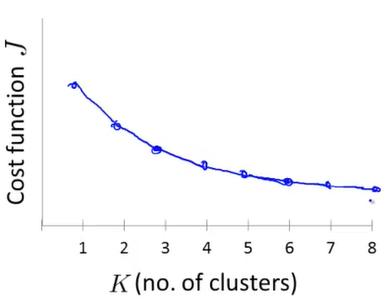 Cost function J
1 2 3 4 5 6 7 8
K (no. of clusters)